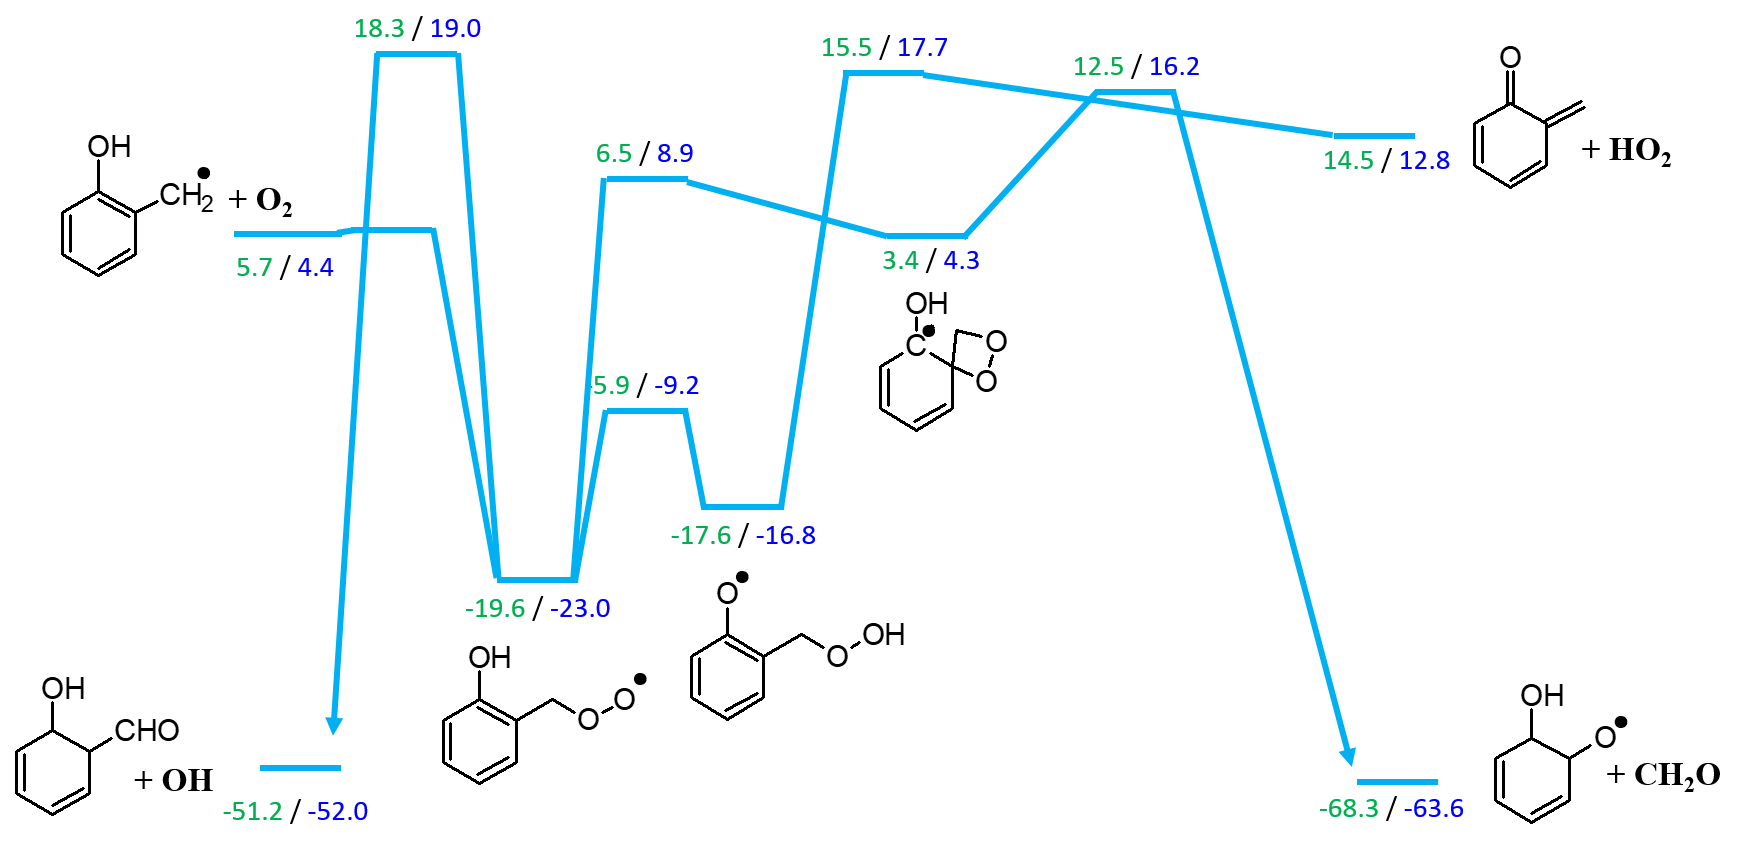 18.3 / 19.0
15.5 / 17.7
12.5 / 16.2
O
14.5 / 12.8
+ HO2
OH
CH2
+ O2
5.7 / 4.4
6.5 / 8.9
3.4 / 4.3
OH
C
O
O
-5.9 / -9.2
-17.6 / -16.8
-19.6 / -23.0
O
OH
O
OH
O
O
OH
CHO
+ OH
-51.2 / -52.0
OH
O
+ CH2O
-68.3 / -63.6